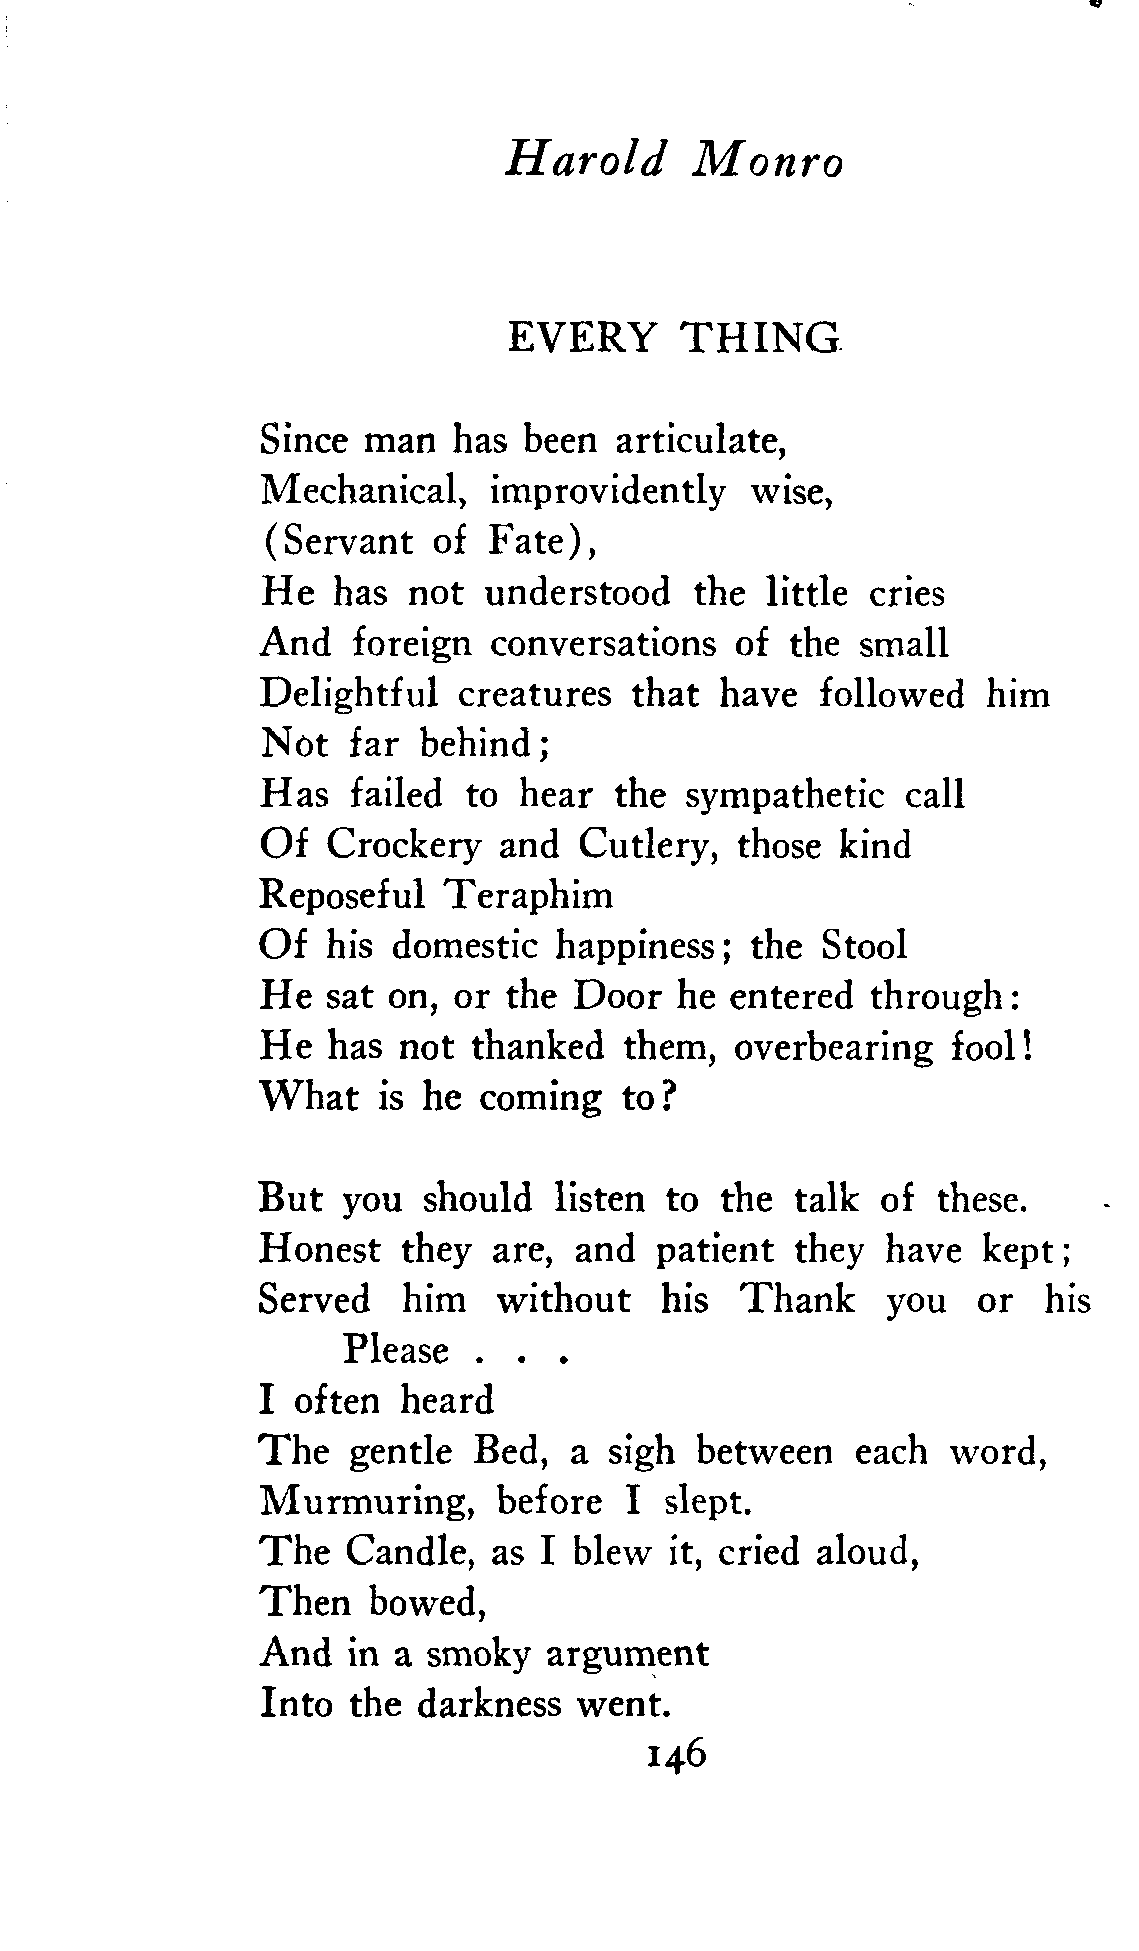 Harold Monro
EVERY THING
Since man has been articulate,
Mechanical, improvidently wise,
(Servant of Fate),
He has not understood the little cries
And foreign conversations of the small
Delightful creatures that have followed him
Not far behind;
Has failed to hear the sympathetic call
Of Crockery and Cutlery, those kind
Reposeful Teraphim
Of his domestic happiness; the Stool
He sat on, or the Door he entered through:
He has not thanked them, overbearing fool!
What is he coming to?
But you should listen to the talk of these.
Honest they are, and patient they have kept;
Served him without his Thank you or his
Please . . .
I often heard
The gentle Bed, a sigh between each word,
Murmuring, before I slept.
The Candle, as I blew it, cried aloud,
Then bowed,
And in a smoky argument
Into the darkness went.
146